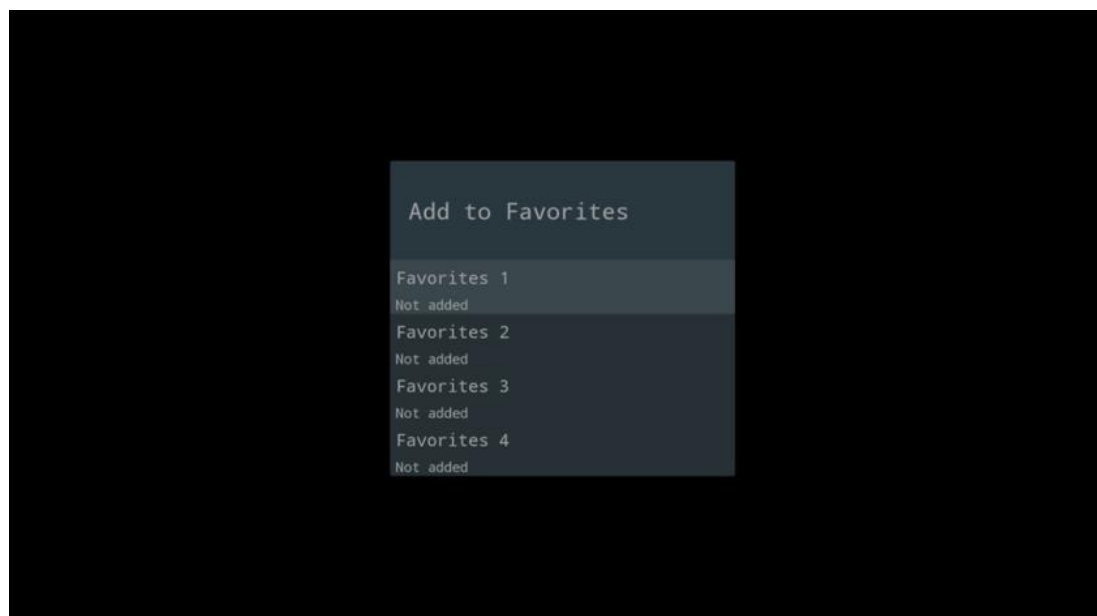 Add to Favorites
Favorites 1
Not added
Favorites 2
Not added
Favorites 3
Not added
Favorites 4
Not added